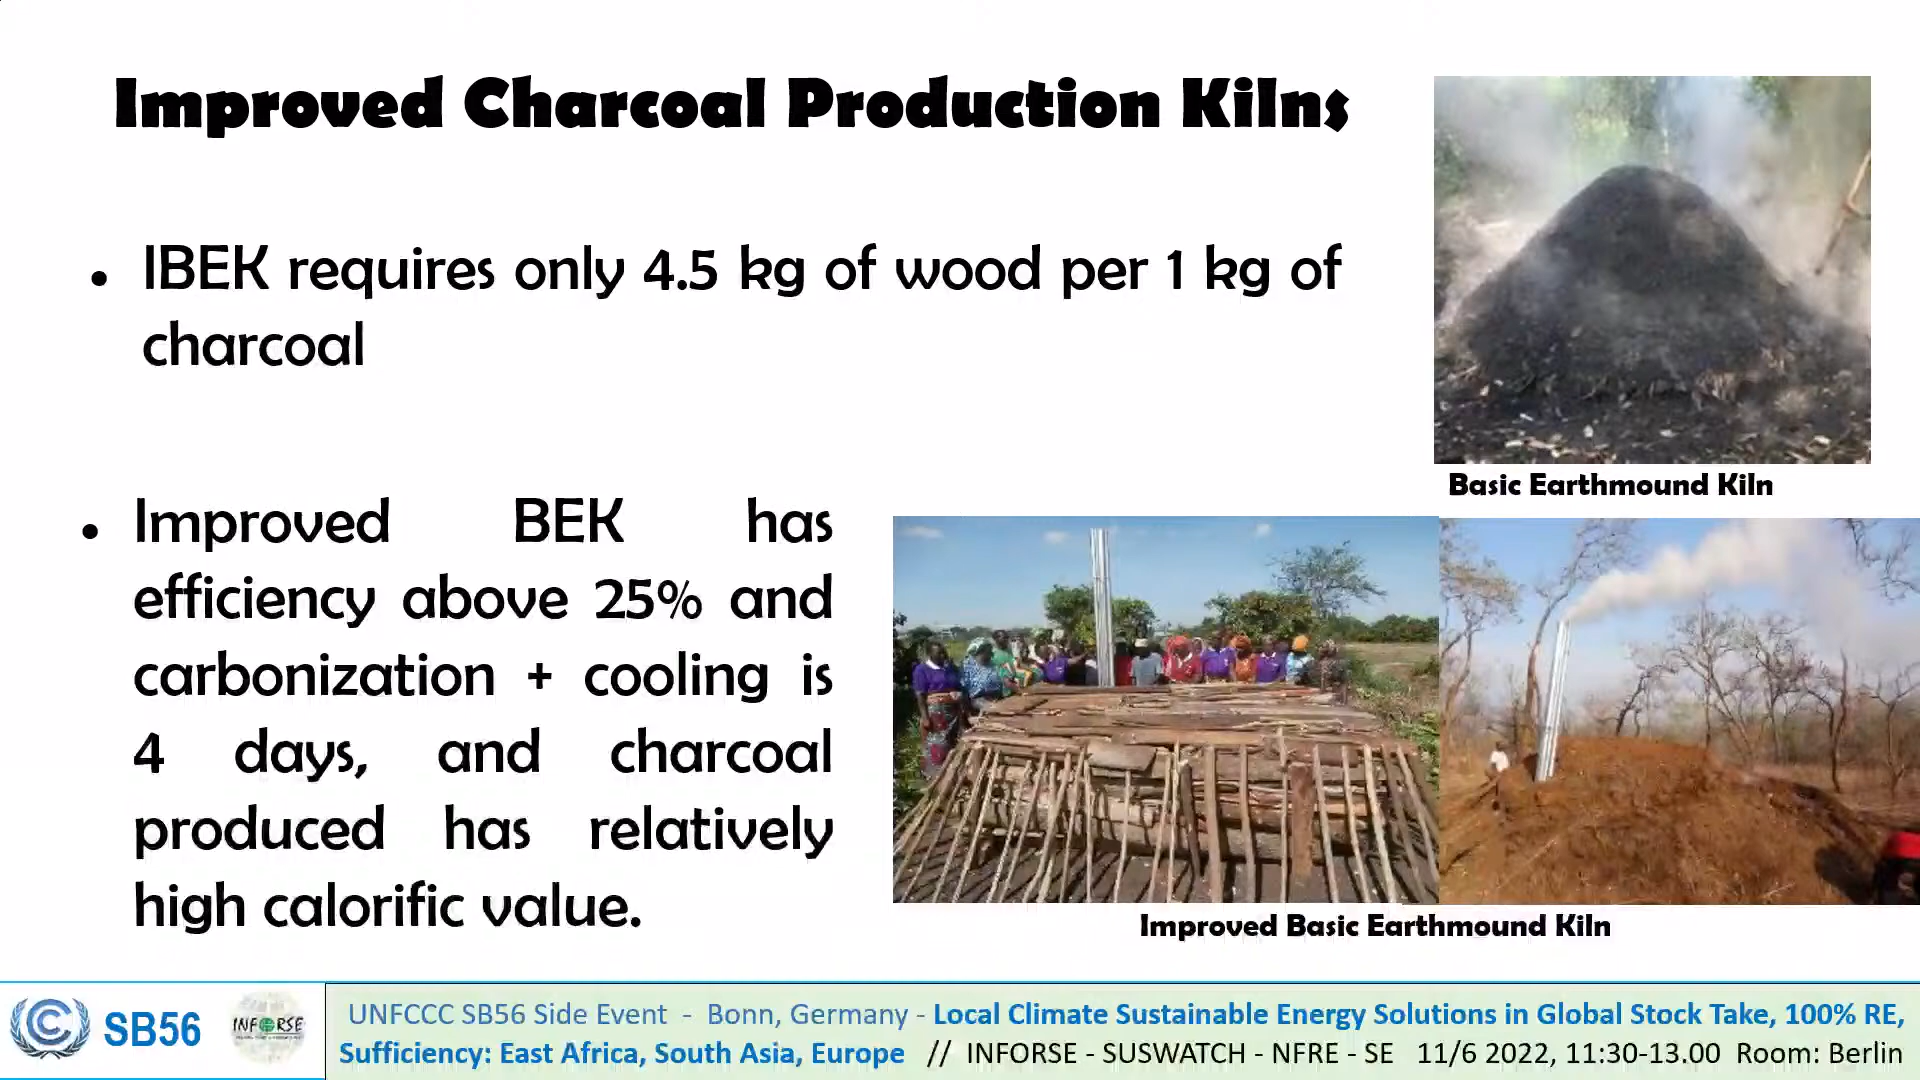 Improved Charcoal Production Kilns
• IBEK requires only 4.5 kg of wood per 1 kg of
charcoal
Basic Earthmound Kiln
• Improved BEK has
efficiency above 25% and
carbonization + cooling is
4 days, and charcoal
produced has relatively
high calorific value.
Improved Basic Earthmound Kiln
SB56
INFORSE
UNFCCC SB56 Side Event - Bonn, Germany - Local Climate Sustainable Energy Solutions in Global Stock Take, 100% RE,
Sufficiency: East Africa, South Asia, Europe // INFORSE - SUSWATCH - NFRE - SE 11/6 2022, 11:30-13.00 Room: Berlin